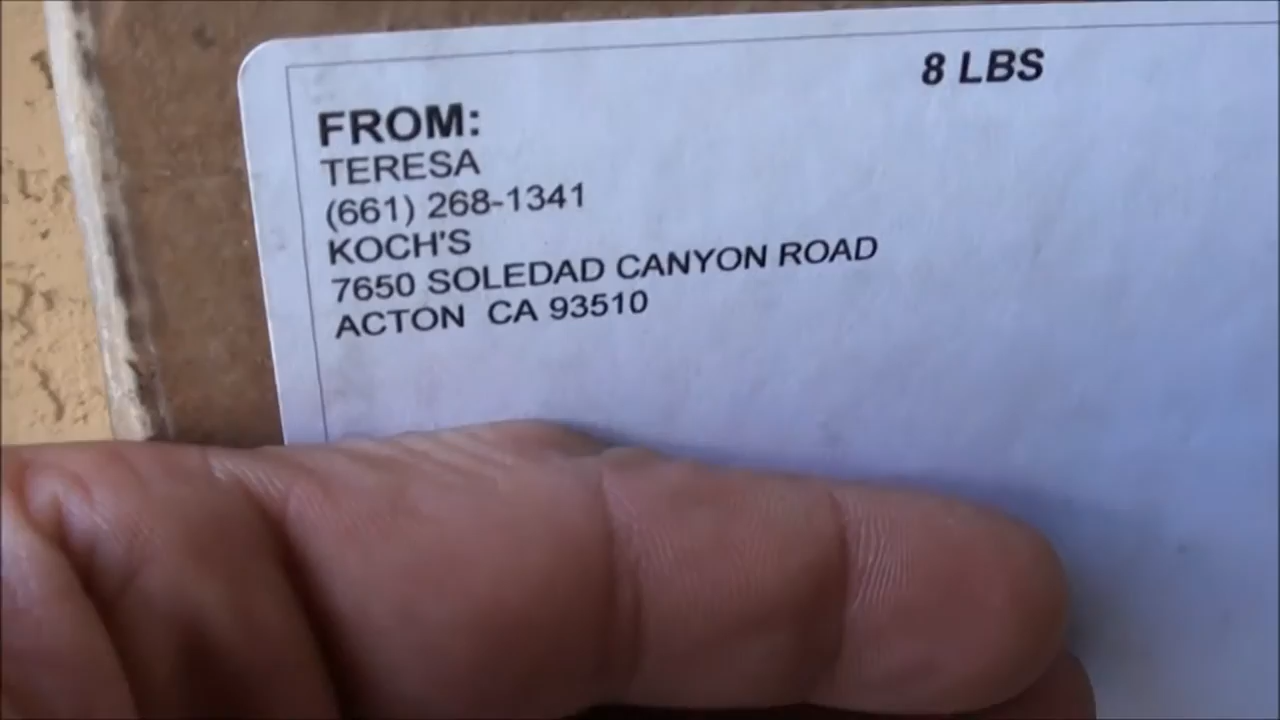 8 LBS
FROM:
TERESA
(661) 268-1341
KOCH'S
7650 SOLEDAD CANYON ROAD
ACTON CA 93510